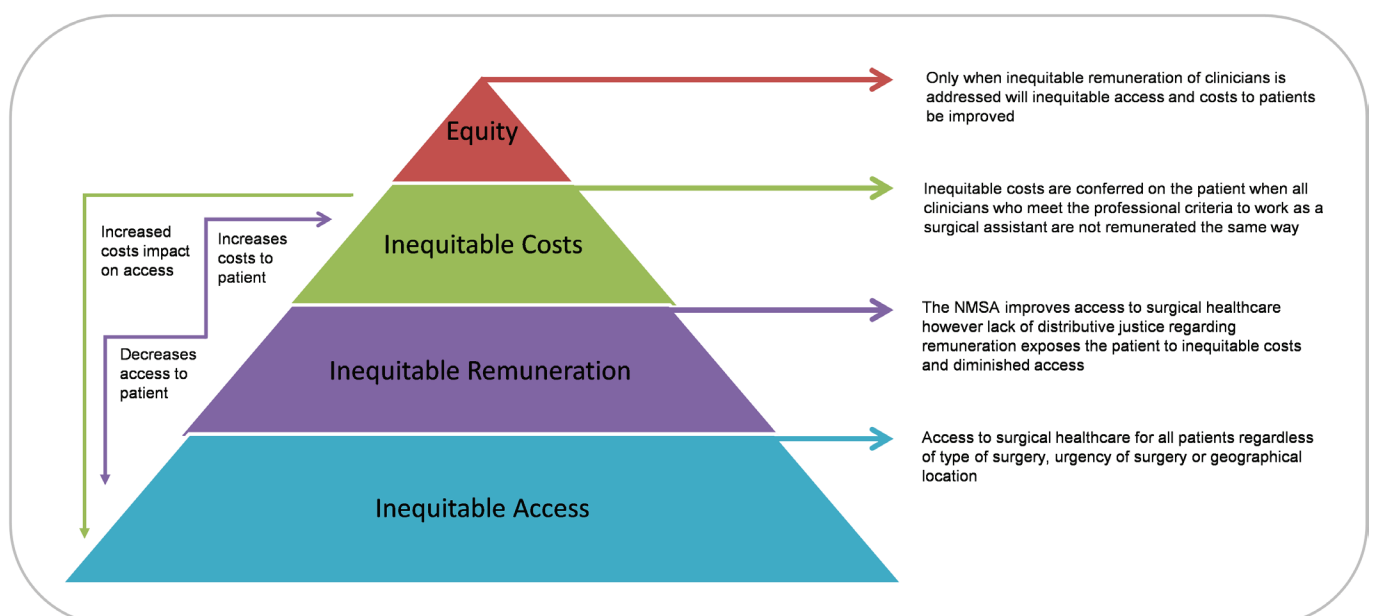 Only when inequitable remuneration of clinicians is
addressed will inequitable access and costs to patients
be improved
Equity
Inequitable costs are conferred on the patient when all
clinicians who meet the professional criteria to work as a
surgical assistant are not remunerated the same way
Increased
costs impact
on access
Increases
costs to
patient
Inequitable Costs
The NMSA improves access to surgical healthcare
however lack of distributive justice regarding
remuneration exposes the patient to inequitable costs
and diminished access
Decreases
access to
patient
Inequitable Remuneration
Access to surgical healthcare for all patients regardless
of type of surgery, urgency of surgery or geographical
location
Inequitable Access